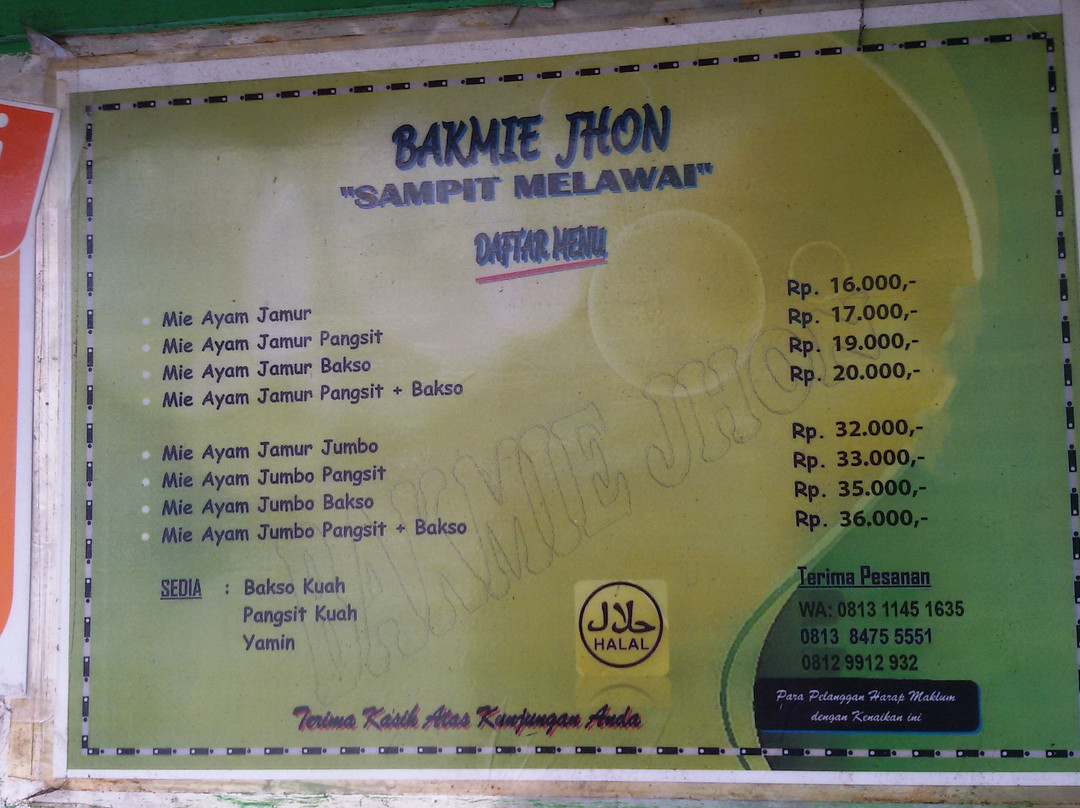 BAKMIE JHON
"SAMPIT MELAWAI"
DAFTAR MENU
Mie Ayam Jamur Rp. 16.000,-
Mie Ayam Jamur Pangsit Rp. 17.000,-
Mie Ayam Jamur Bakso Rp. 19.000,-
Mie Ayam Jamur Pangsit + Bakso Rp. 20.000,-
Mie Ayam Jamur Jumbo Rp. 32.000,-
Mie Ayam Jumbo Pangsit Rp. 33.000,-
Mie Ayam Jumbo Bakso Rp. 35.000,-
Mie Ayam Jumbo Pangsit + Bakso Rp. 36.000,-
BAKMIE JHON
SEDIA : Bakso Kuah
Pangsit Kuah
Yamin
حلال
HALAL
Terima Pesanan
WA: 0813 1145 1635
0813 8475 5551
0812 9912 932
Para Pelanggan Harap Maklum
dengan Kenaikan ini
Terima Kasih Atas Kunjungan Anda